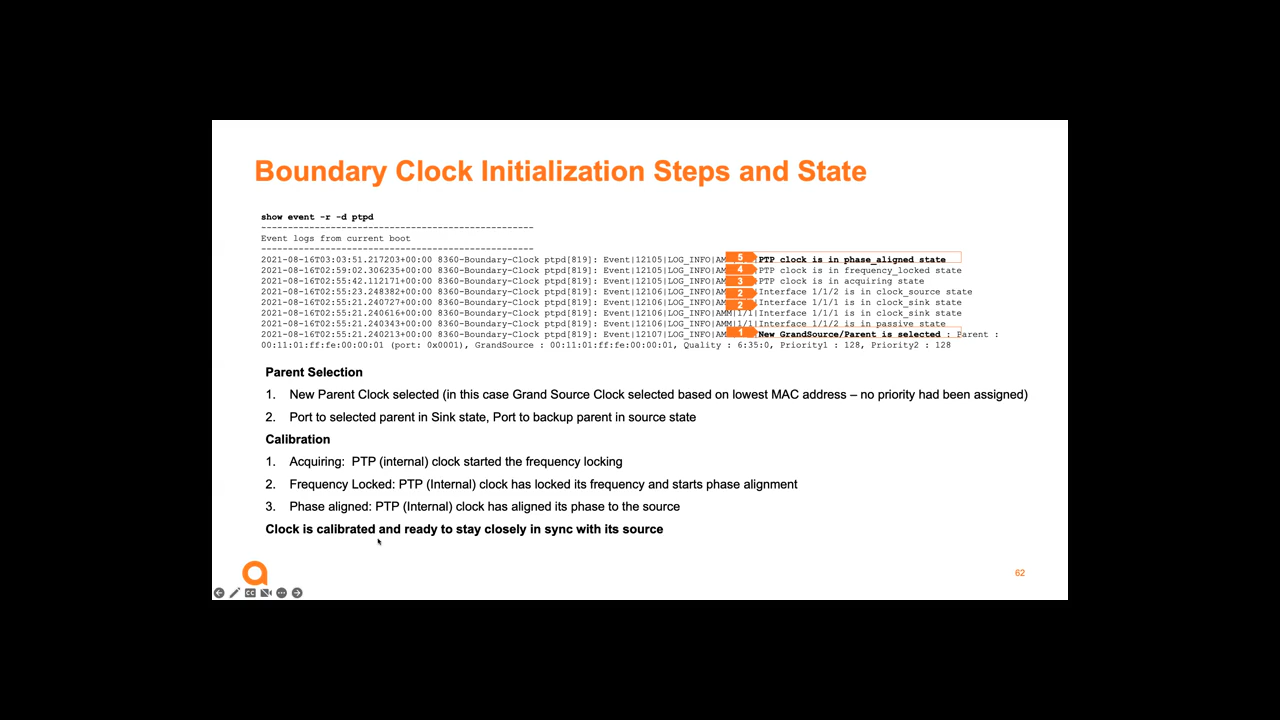 Boundary Clock Initialization Steps and State
show event -r -d ptpd
---------------------------------------------------
Event logs from current boot
---------------------------------------------------
2021-08-16T03:03:51.217203+00:00 8360-Boundary-Clock ptpd[819]: Event|12105|LOG_INFO|AM 5 PTP clock is in phase_aligned state
2021-08-16T02:59:02.306235+00:00 8360-Boundary-Clock ptpd[819]: Event|12105|LOG_INFO|AM 4 PTP clock is in frequency_locked state
2021-08-16T02:55:42.112171+00:00 8360-Boundary-Clock ptpd[819]: Event|12105|LOG_INFO|AM 3 PTP clock is in acquiring state
2021-08-16T02:55:23.248382+00:00 8360-Boundary-Clock ptpd[819]: Event|12106|LOG_INFO|AM 2 Interface 1/1/2 is in clock_source state
2021-08-16T02:55:21.240727+00:00 8360-Boundary-Clock ptpd[819]: Event|12106|LOG_INFO|AM 2 Interface 1/1/1 is in clock_sink state
2021-08-16T02:55:21.240616+00:00 8360-Boundary-Clock ptpd[819]: Event|12106|LOG_INFO|AMM|1/1|Interface 1/1/1 is in clock_sink state
2021-08-16T02:55:21.240343+00:00 8360-Boundary-Clock ptpd[819]: Event|12106|LOG_INFO|AMM|1/1|Interface 1/1/2 is in passive state
2021-08-16T02:55:21.240213+00:00 8360-Boundary-Clock ptpd[819]: Event|12107|LOG_INFO|AM 1 New GrandSource/Parent is selected : Parent :
00:11:01:ff:fe:00:00:01 (port: 0x0001), GrandSource : 00:11:01:ff:fe:00:00:01, Quality : 6:35:0, Priority1 : 128, Priority2 : 128
Parent Selection
1. New Parent Clock selected (in this case Grand Source Clock selected based on lowest MAC address – no priority had been assigned)
2. Port to selected parent in Sink state, Port to backup parent in source state
Calibration
1. Acquiring: PTP (internal) clock started the frequency locking
2. Frequency Locked: PTP (Internal) clock has locked its frequency and starts phase alignment
3. Phase aligned: PTP (Internal) clock has aligned its phase to the source
Clock is calibrated and ready to stay closely in sync with its source
62
CC